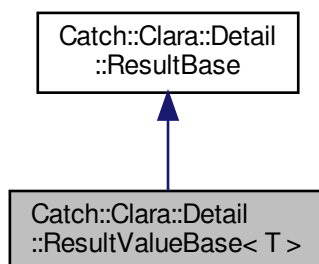 Catch::Clara::Detail
::ResultBase
Catch::Clara::Detail
::ResultValueBase< T >